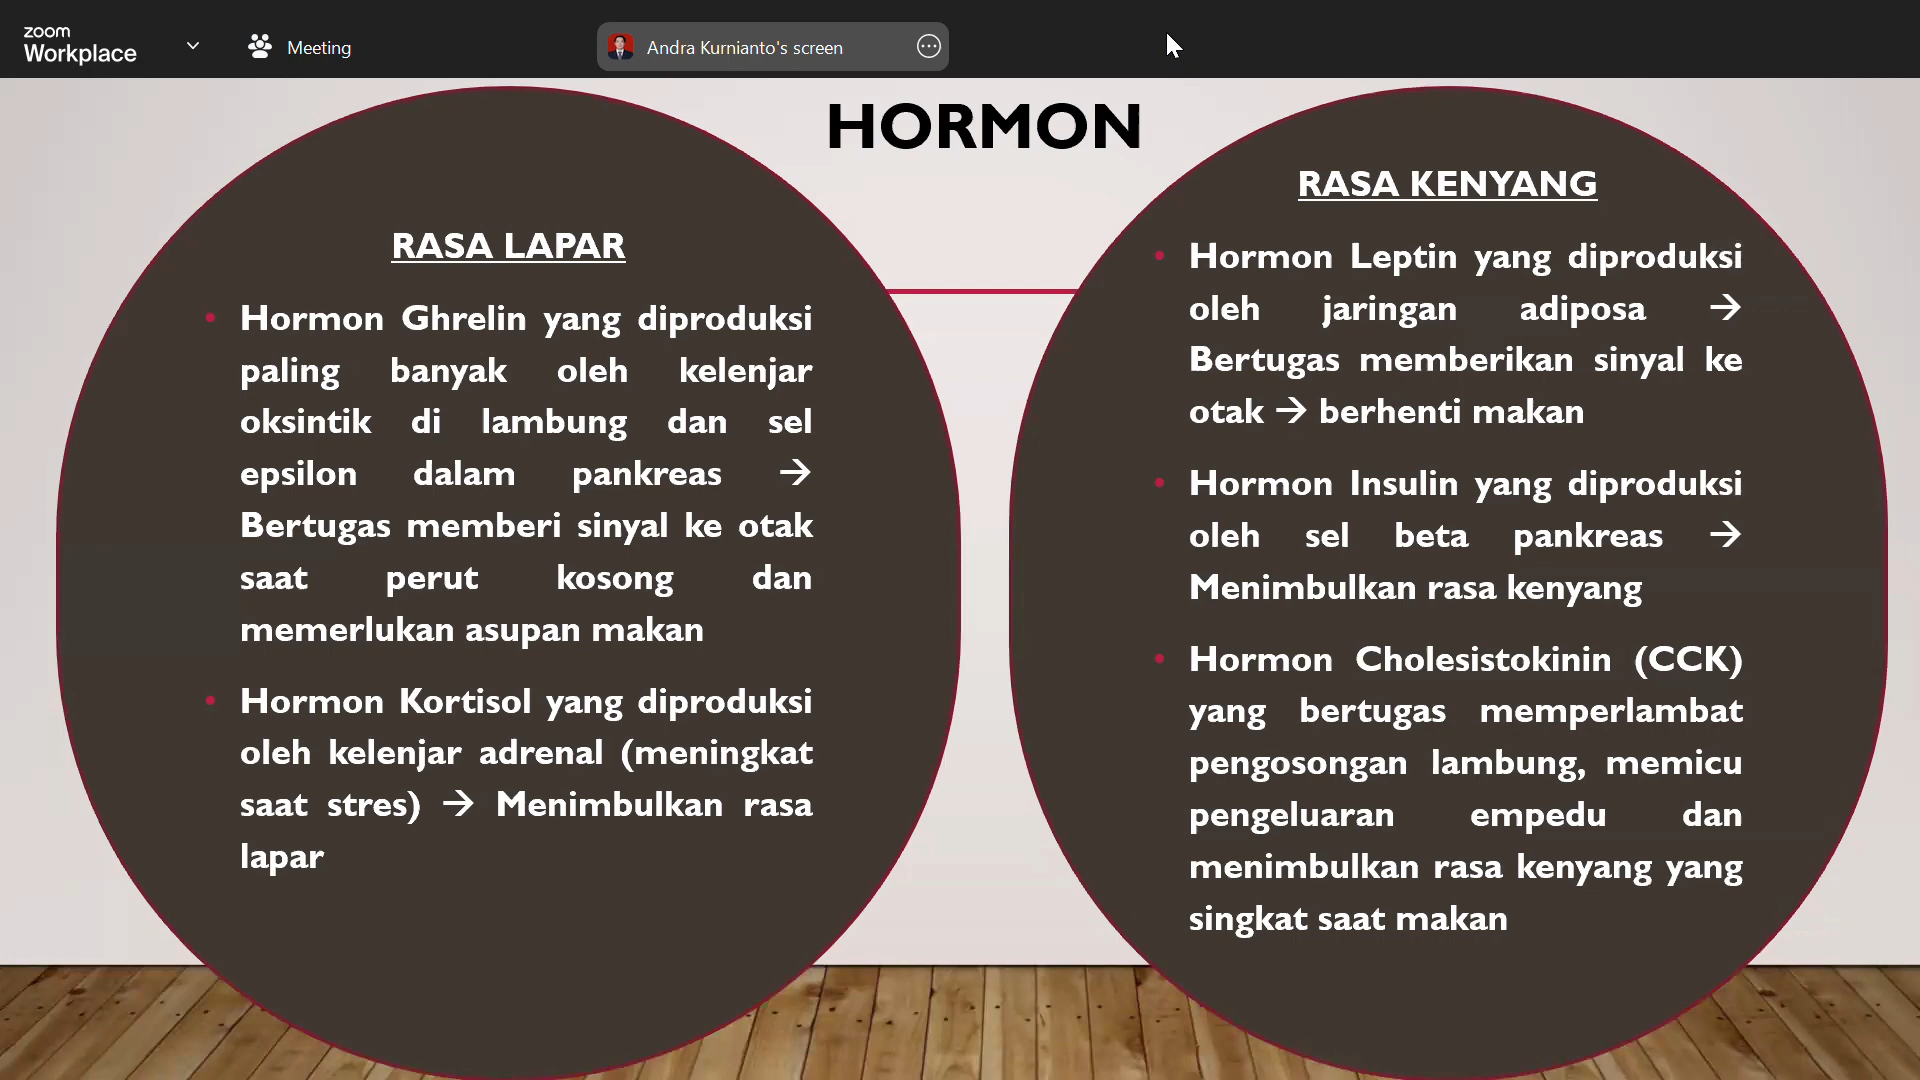 zoom
Workplace
Meeting
Andra Kurnianto's screen
HORMON
RASA LAPAR
• Hormon Ghrelin yang diproduksi
paling banyak oleh kelenjar
oksintik di lambung dan sel
epsilon dalam pankreas →
Bertugas memberi sinyal ke otak
saat perut kosong dan
memerlukan asupan makan
• Hormon Kortisol yang diproduksi
oleh kelenjar adrenal (meningkat
saat stres) → Menimbulkan rasa
lapar
RASA KENYANG
• Hormon Leptin yang diproduksi
oleh jaringan adiposa →
Bertugas memberikan sinyal ke
otak → berhenti makan
• Hormon Insulin yang diproduksi
oleh sel beta pankreas →
Menimbulkan rasa kenyang
• Hormon Cholesistokinin (CCK)
yang bertugas memperlambat
pengosongan lambung, memicu
pengeluaran empedu dan
menimbulkan rasa kenyang yang
singkat saat makan